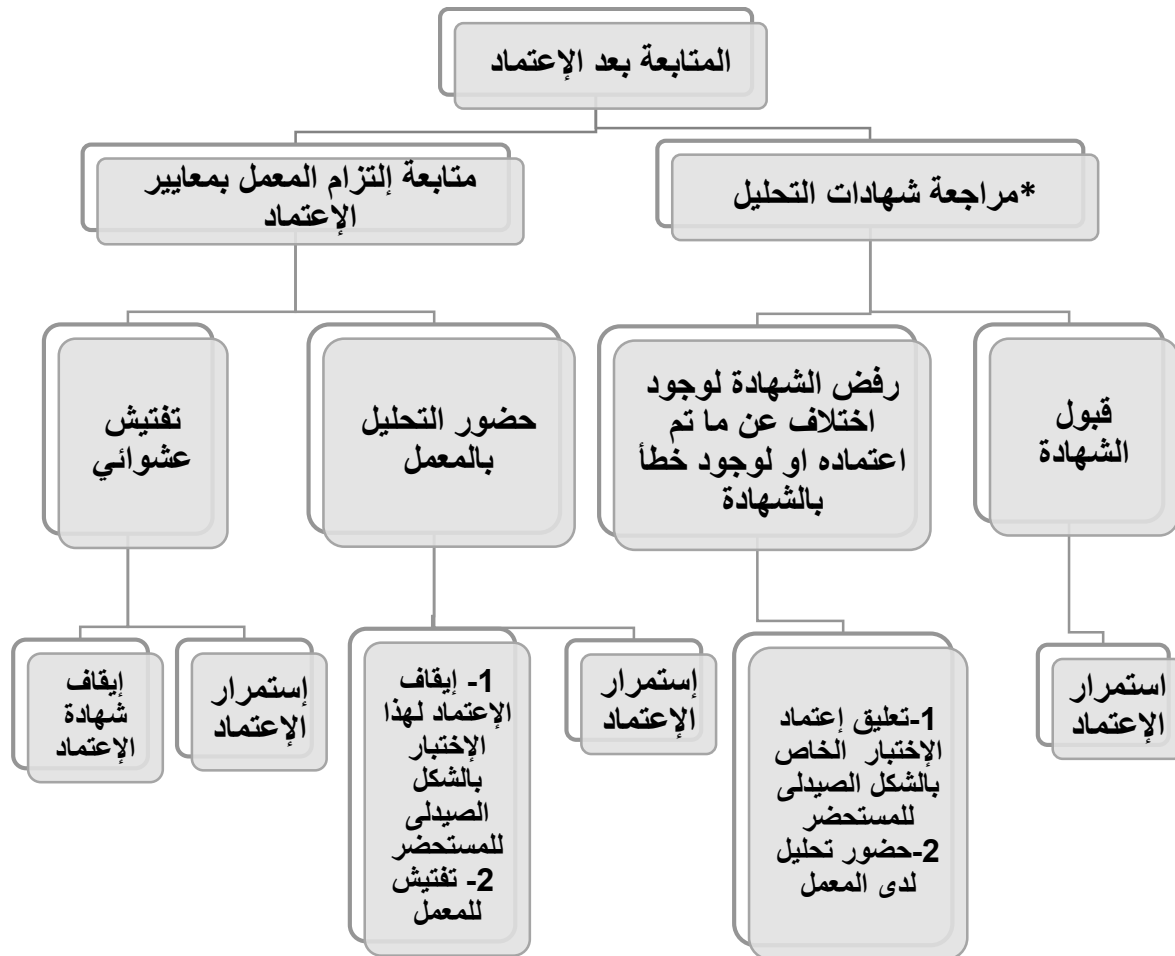 المتابعة بعد الإعتماد
*مراجعة شهادات التحليل
متابعة إلتزام المعمل بمعايير
الإعتماد
قبول
الشهادة
رفض الشهادة لوجود
اختلاف عن ما تم
اعتماده او لوجود خطأ
بالشهادة
حضور التحليل
بالمعمل
تفتيش
عشوائي
استمرار
الإعتماد
1-تعليق إعتماد
الإختبار الخاص
بالشكل الصيدلى
للمستحضر
2-حضور تحليل
لدى المعمل
إستمرار
الإعتماد
1- إيقاف
الإعتماد لهذا
الإختبار
بالشكل
الصيدلى
للمستحضر
2- تفتيش
للمعمل
إستمرار
الإعتماد
إيقاف
شهادة
الإعتماد